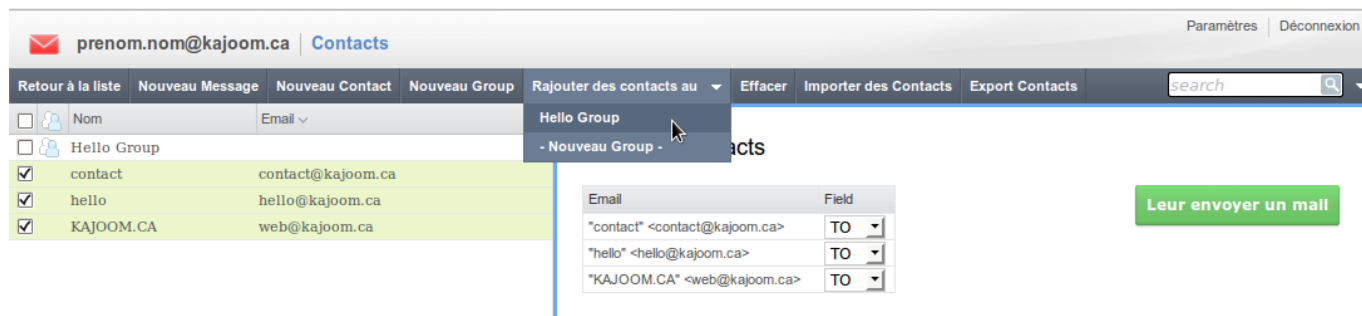 prenom.nom@kajoom.ca Contacts Paramètres Déconnexion
Retour à la liste Nouveau Message Nouveau Contact Nouveau Group Rajouter des contacts au Effacer Importer des Contacts Export Contacts search
Nom Email
Hello Group
- Nouveau Group -
Hello Group
contact contact@kajoom.ca
hello hello@kajoom.ca
KAJOOM.CA web@kajoom.ca
acts
Email Field
"contact" <contact@kajoom.ca> TO
"hello" <hello@kajoom.ca> TO
"KAJOOM.CA" <web@kajoom.ca> TO
Leur envoyer un mail